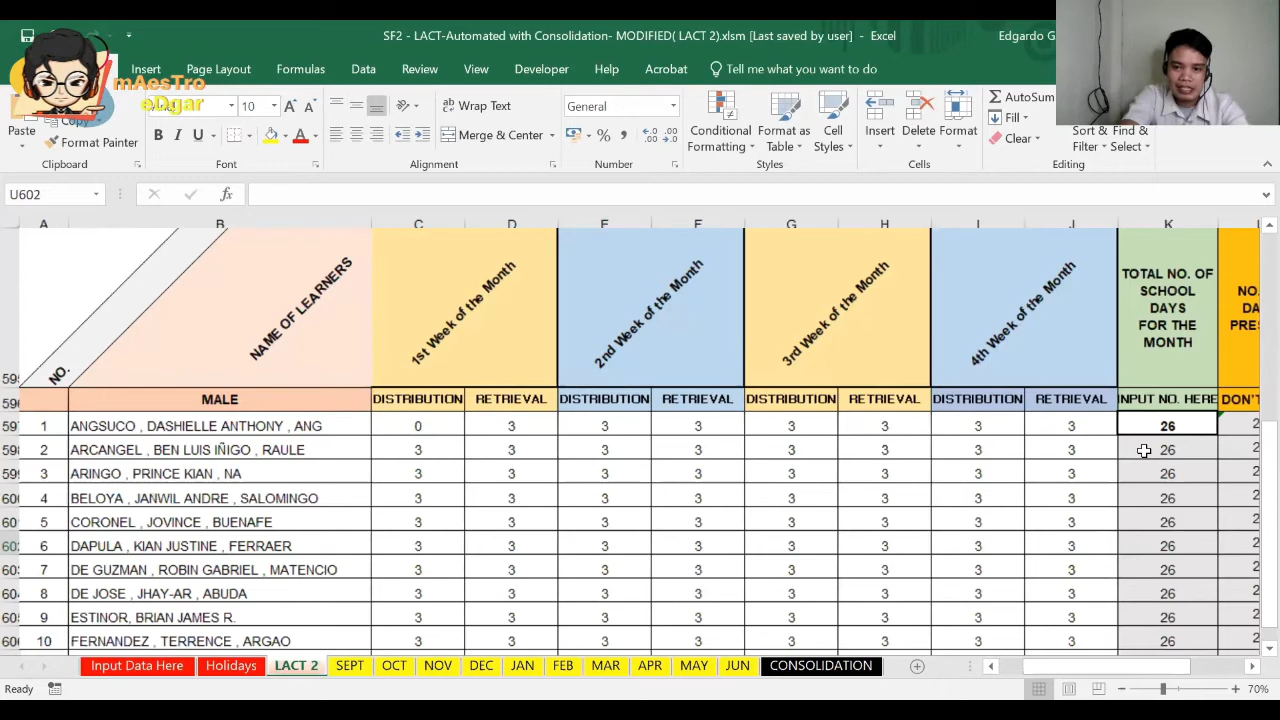 SF2 - LACT-Automated with Consolidation- MODIFIED( LACT 2).xlsm [Last saved by user] - Excel
Edgardo G
mAesTro
eDgar
Insert Page Layout Formulas Data Review View Developer Help Acrobat Tell me what you want to do
10 A A Wrap Text General AutoSum
Paste Copy Fill
Format Painter B I U Merge & Center Conditional Formatting Format as Table Cell Styles Insert Delete Format Clear Sort & Find & Filter Select
Clipboard Font Alignment Number Styles Cells Editing
U602 fx
A B C D E F G H I J K
NO. NAME OF LEARNERS 1st Week of the Month 2nd Week of the Month 3rd Week of the Month 4th Week of the Month TOTAL NO. OF SCHOOL DAYS FOR THE MONTH NO. DA PRES
596 MALE DISTRIBUTION RETRIEVAL DISTRIBUTION RETRIEVAL DISTRIBUTION RETRIEVAL DISTRIBUTION RETRIEVAL INPUT NO. HERE DON'T
597 1 ANGSUCO , DASHIELLE ANTHONY , ANG 0 3 3 3 3 3 3 3 26 2
598 2 ARCANGEL , BEN LUIS IÑIGO , RAULE 3 3 3 3 3 3 3 3 26 2
599 3 ARINGO , PRINCE KIAN , NA 3 3 3 3 3 3 3 3 26 2
600 4 BELOYA , JANWIL ANDRE , SALOMINGO 3 3 3 3 3 3 3 3 26 2
601 5 CORONEL , JOVINCE , BUENAFE 3 3 3 3 3 3 3 3 26 2
602 6 DAPULA , KIAN JUSTINE , FERRAER 3 3 3 3 3 3 3 3 26 2
603 7 DE GUZMAN , ROBIN GABRIEL , MATENCIO 3 3 3 3 3 3 3 3 26 2
604 8 DE JOSE , JHAY-AR , ABUDA 3 3 3 3 3 3 3 3 26 2
605 9 ESTINOR, BRIAN JAMES R. 3 3 3 3 3 3 3 3 26 2
606 10 FERNANDEZ , TERRENCE , ARGAO 3 3 3 3 3 3 3 3 26 2
Input Data Here Holidays LACT 2 SEPT OCT NOV DEC JAN FEB MAR APR MAY JUN CONSOLIDATION
Ready 70%